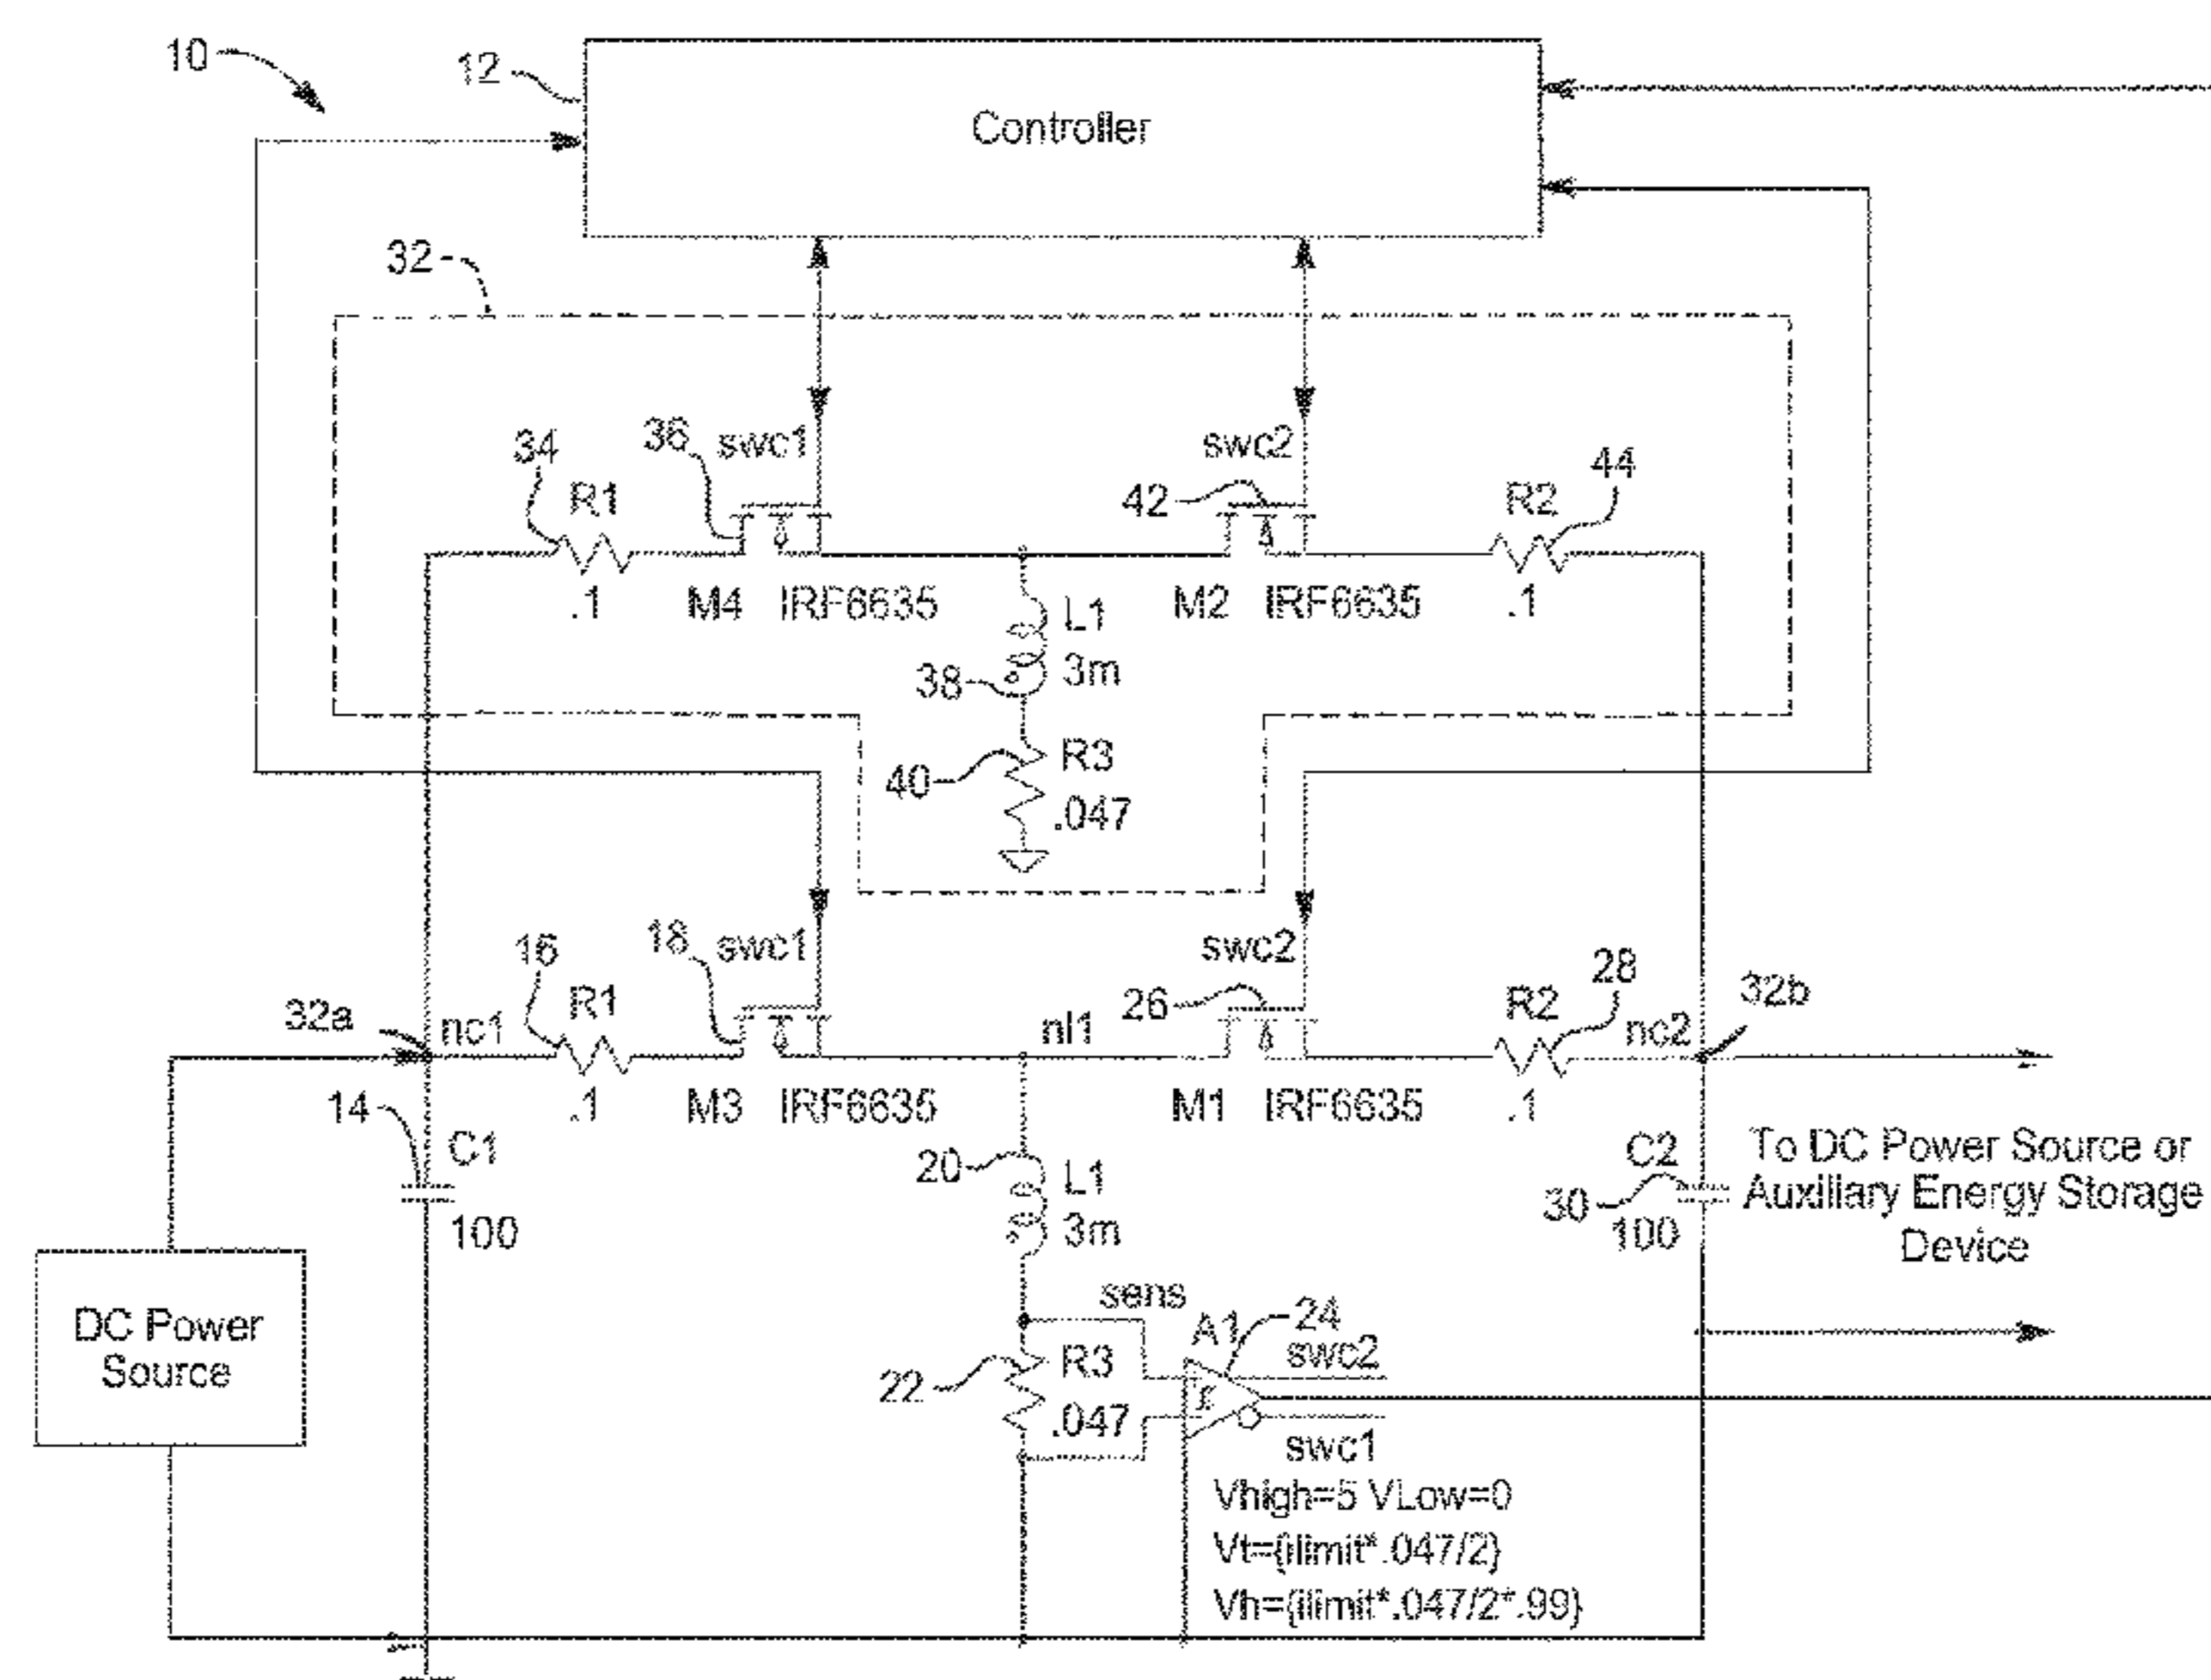 10
12
Controller
32
34
R1
.1
36
swc1
M4
IRF6635
swc2
42
M2
IRF6635
R2
44
.1
L1
3m
38
R3
40
.047
32a
nc1
16
R1
.1
18
swc1
M3
IRF6635
nl1
swc2
26
M1
IRF6635
R2
28
.1
nc2
32b
14
C1
100
20
L1
3m
C2
30
100
To DC Power Source or
Auxiliary Energy Storage
Device
DC Power
Source
sens
A1
24
swc2
22
R3
.047
swc1
Vhigh=5 VLow=0
Vt={ilimit*.047/2}
Vh={ilimit*.047/2*.99}